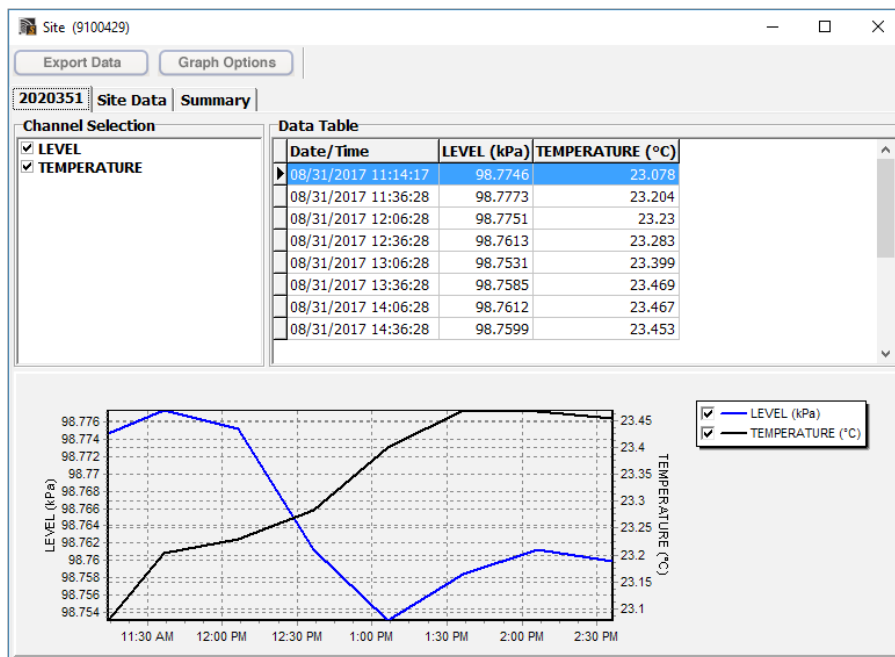 Site (9100429)
Export Data Graph Options
2020351 Site Data Summary
Channel Selection
LEVEL
TEMPERATURE
Data Table
Date/Time LEVEL (kPa) TEMPERATURE (°C)
08/31/2017 11:14:17 98.7746 23.078
08/31/2017 11:36:28 98.7773 23.204
08/31/2017 12:06:28 98.7751 23.23
08/31/2017 12:36:28 98.7613 23.283
08/31/2017 13:06:28 98.7531 23.399
08/31/2017 13:36:28 98.7585 23.469
08/31/2017 14:06:28 98.7612 23.467
08/31/2017 14:36:28 98.7599 23.453
LEVEL (kPa)
98.776
98.774
98.772
98.77
98.768
98.766
98.764
98.762
98.76
98.758
98.756
98.754
11:30 AM 12:00 PM 12:30 PM 1:00 PM 1:30 PM 2:00 PM 2:30 PM
23.45
23.4
23.35
23.3
23.25
23.2
23.15
23.1
TEMPERATURE (°C)
LEVEL (kPa)
TEMPERATURE (°C)